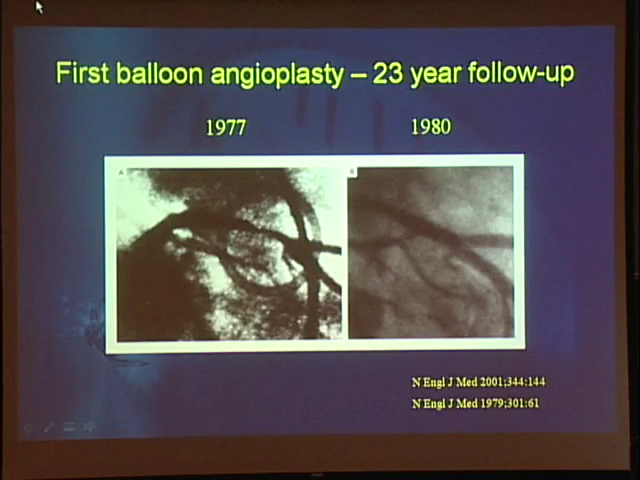 First balloon angioplasty – 23 year follow-up
1977
1980
A
B
N Engl J Med 2001;344:144
N Engl J Med 1979;301:61